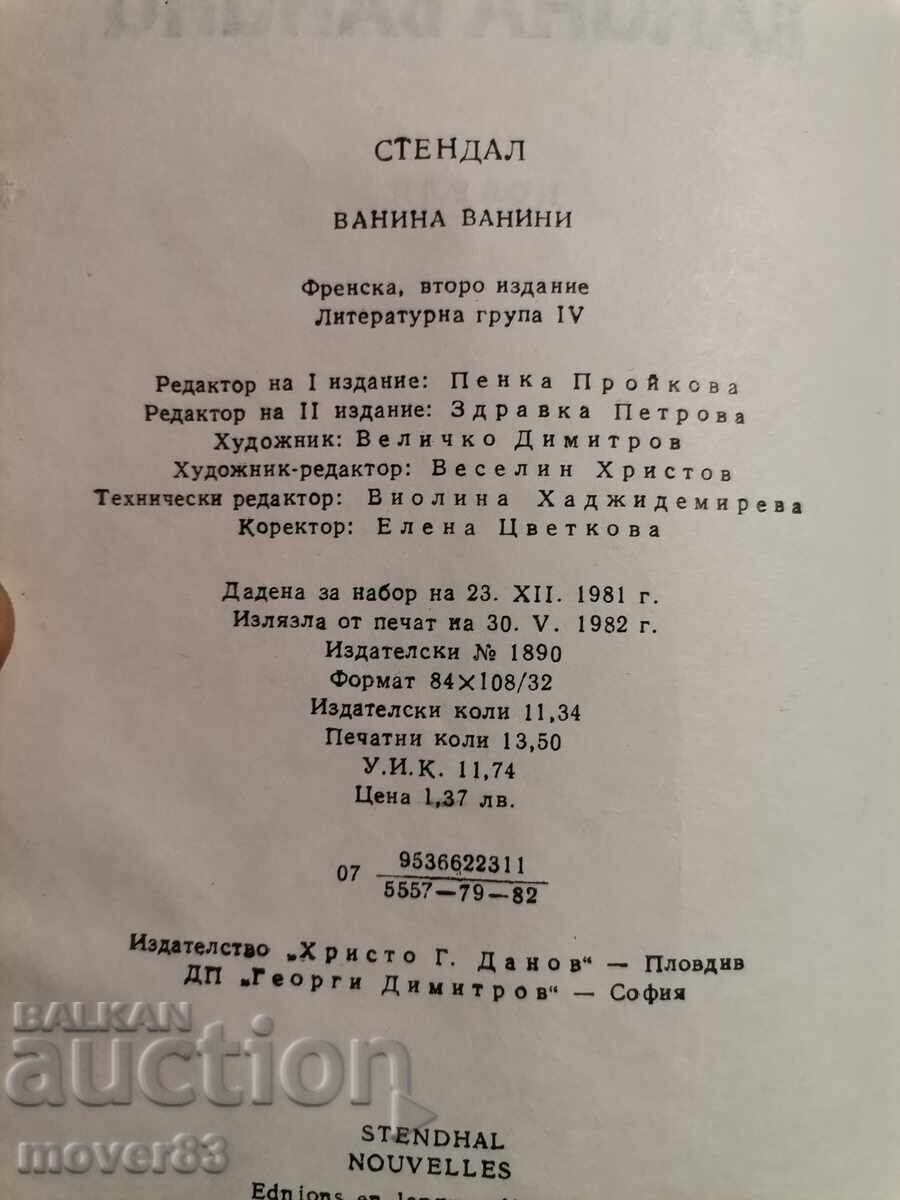 СТЕНДАЛ
ВАНИНА ВАНИНИ
Френска, второ издание
Литературна група IV
Редактор на I издание: Пенка Пройкова
Редактор на II издание: Здравка Петрова
Художник: Величко Димитров
Художник-редактор: Веселин Христов
Технически редактор: Виолина Хаджидемирева
Коректор: Елена Цветкова
Дадена за набор на 23. XII. 1981 г.
Излязла от печат на 30. V. 1982 г.
Издателски № 1890
Формат 84×108/32
Издателски коли 11,34
Печатни коли 13,50
У.И.К. 11,74
Цена 1,37 лв.
07 9536622311
5557—79—82
Издателство „Христо Г. Данов“ — Пловдив
ДП „Георги Димитров“ — София
BALKAN
auction
mover83
STENDHAL
NOUVELLES